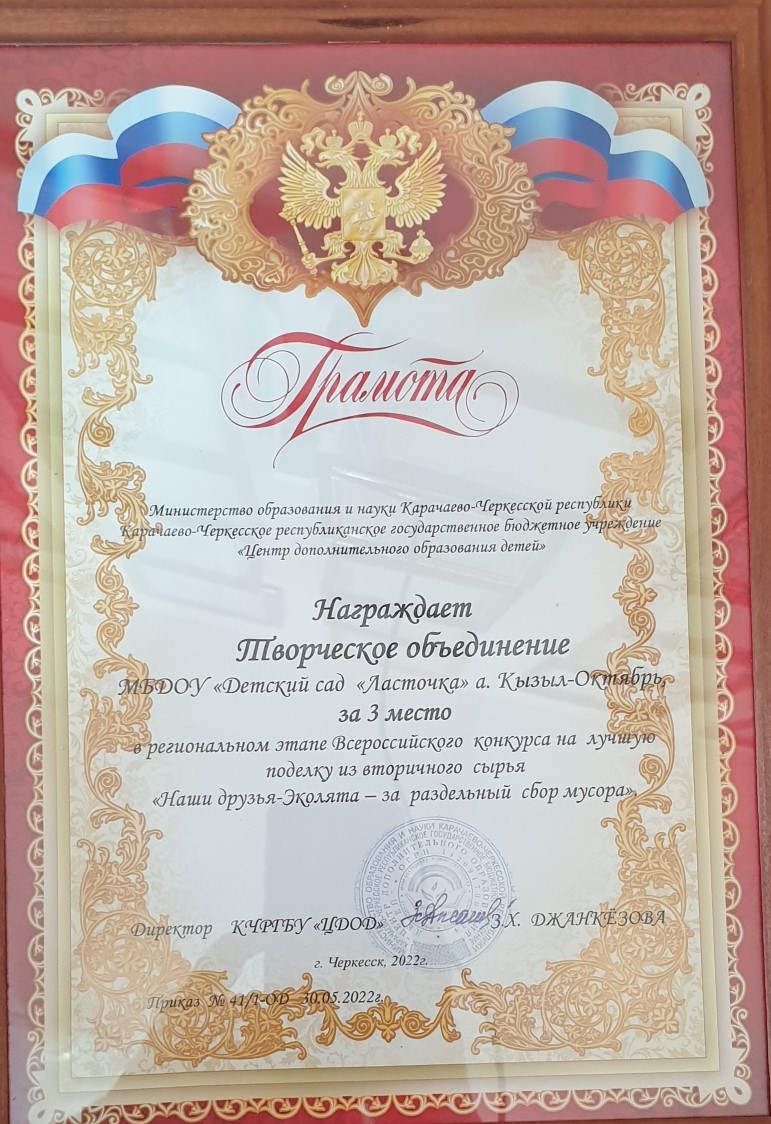 Грамота
Министерство образования и науки Карачаево-Черкесской республики
Карачаево-Черкесское республиканское государственное бюджетное учреждение
«Центр дополнительного образования детей»
Награждает
Творческое объединение
МБДОУ «Детский сад «Ласточка» а. Кызыл-Октябрь,
за 3 место
в региональном этапе Всероссийского конкурса на лучшую
поделку из вторичного сырья
«Наши друзья-Эколята – за раздельный сбор мусора».
Директор КЧРГБУ «ЦДОД» З.Х. ДЖАНКЁЗОВА
г. Черкесск, 2022г.
Приказ № 41/1-ОД 30.05.2022г.